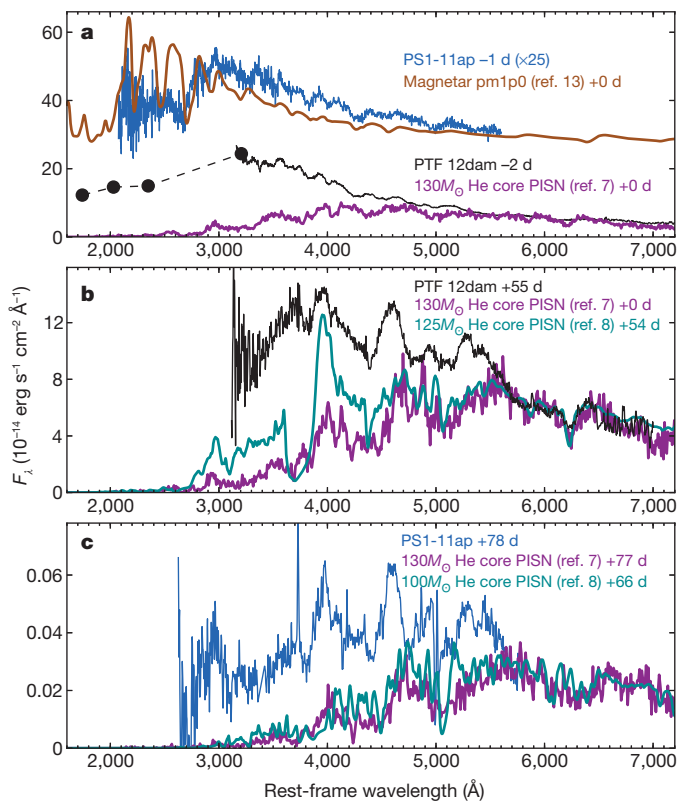 a
60
40
20
0
PS1-11ap −1 d (×25)
Magnetar pm1p0 (ref. 13) +0 d
PTF 12dam −2 d
130M⊙ He core PISN (ref. 7) +0 d
2,000 3,000 4,000 5,000 6,000 7,000
b
12
8
4
0
PTF 12dam +55 d
130M⊙ He core PISN (ref. 7) +0 d
125M⊙ He core PISN (ref. 8) +54 d
Fλ (10⁻¹⁴ erg s⁻¹ cm⁻² Å⁻¹)
2,000 3,000 4,000 5,000 6,000 7,000
c
0.06
0.04
0.02
0
PS1-11ap +78 d
130M⊙ He core PISN (ref. 7) +77 d
100M⊙ He core PISN (ref. 8) +66 d
2,000 3,000 4,000 5,000 6,000 7,000
Rest-frame wavelength (Å)